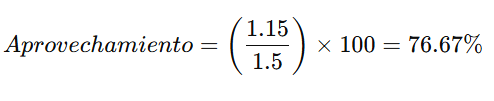 Aprovechamiento = (1.15/1.5) × 100 = 76.67%